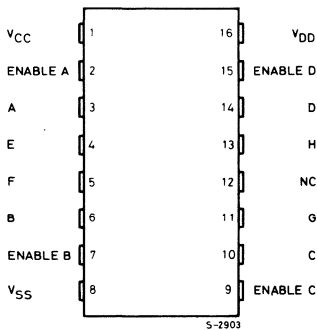 VCC 1 16 VDD
ENABLE A 2 15 ENABLE D
A 3 14 D
E 4 13 H
F 5 12 NC
B 6 11 G
ENABLE B 7 10 C
VSS 8 9 ENABLE C
S-2903